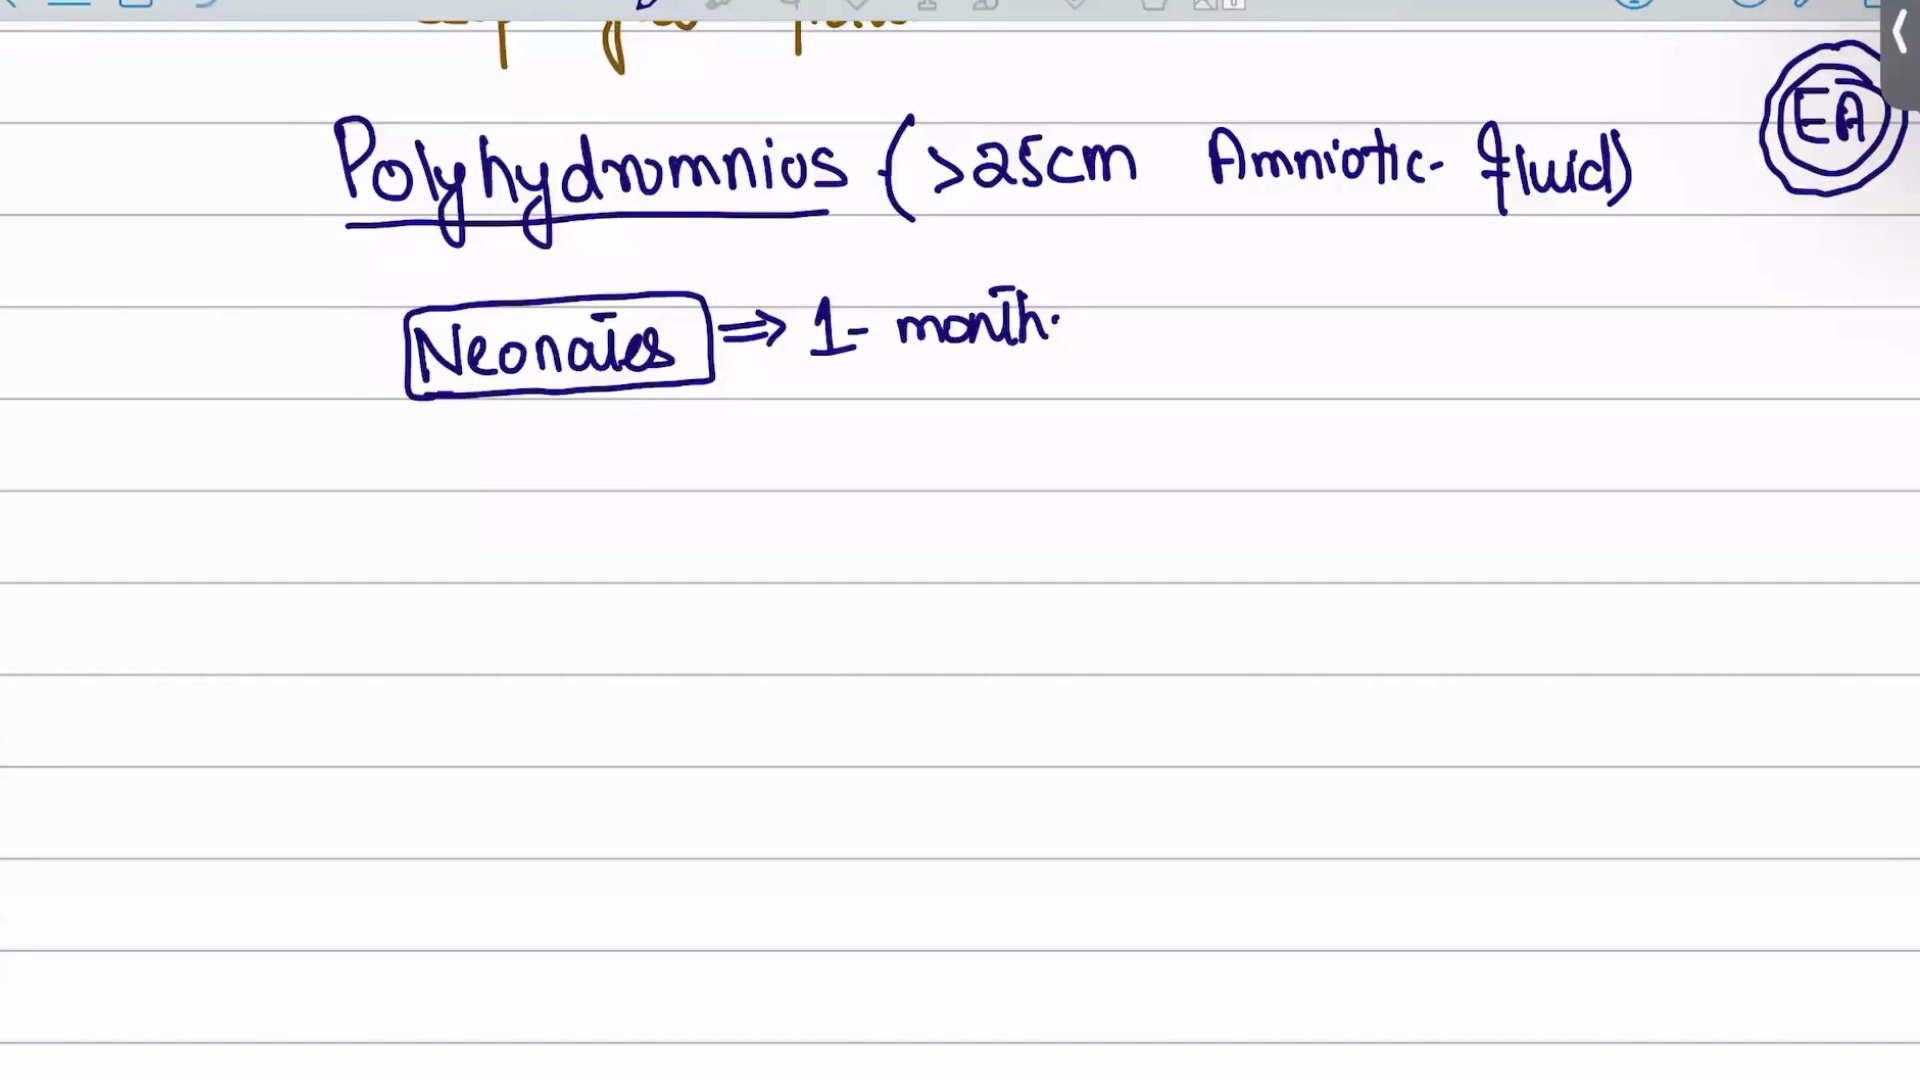 Polyhydromnios (>25cm Amniotic- fluid)
EA
Neonates ⇒ 1- month.